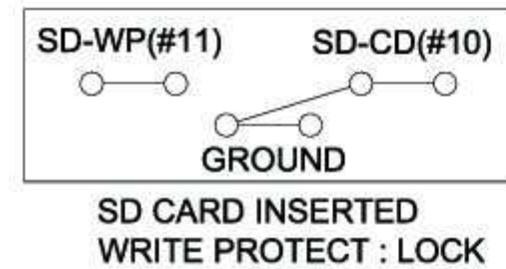 SD-WP(#11) SD-CD(#10)
GROUND
SD CARD INSERTED
WRITE PROTECT : LOCK